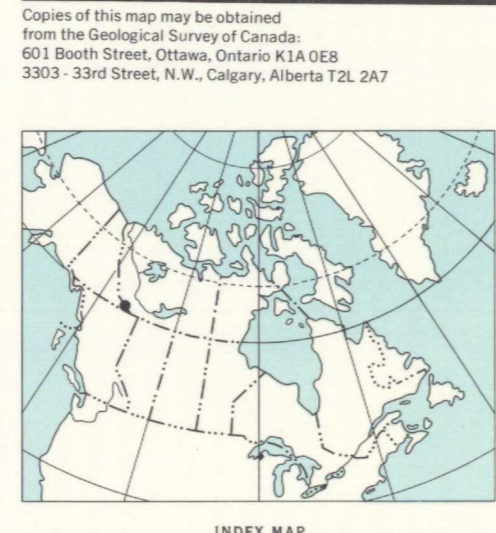 Copies of this map may be obtained
from the Geological Survey of Canada:
601 Booth Street, Ottawa, Ontario K1A 0E8
3303 - 33rd Street, N.W., Calgary, Alberta T2L 2A7
INDEX MAP